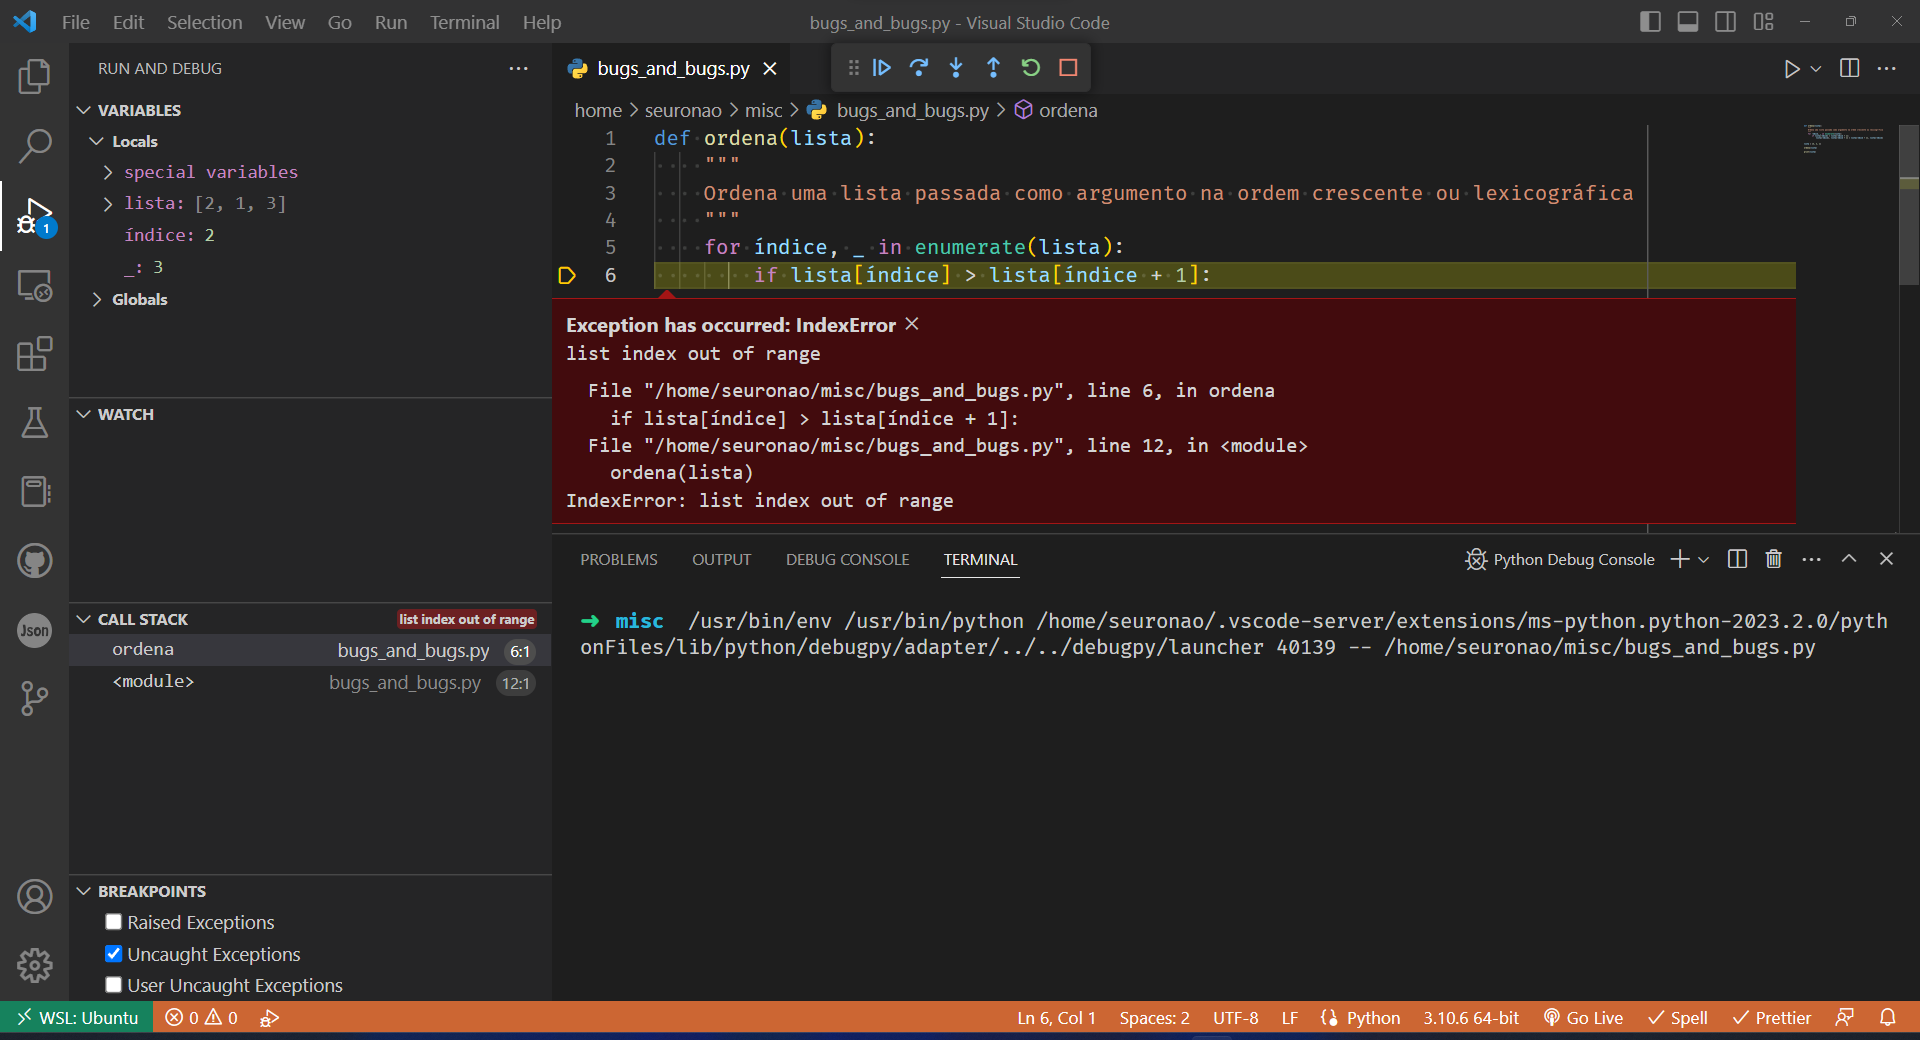 File Edit Selection View Go Run Terminal Help
bugs_and_bugs.py - Visual Studio Code
RUN AND DEBUG
VARIABLES
Locals
special variables
lista: [2, 1, 3]
índice: 2
_: 3
Globals
WATCH
CALL STACK list index out of range
ordena bugs_and_bugs.py 6:1
<module> bugs_and_bugs.py 12:1
BREAKPOINTS
Raised Exceptions
Uncaught Exceptions
User Uncaught Exceptions
bugs_and_bugs.py
home > seuronao > misc > bugs_and_bugs.py > ordena
1 def ordena(lista):
2 """
3 Ordena uma lista passada como argumento na ordem crescente ou lexicográfica
4 """
5 for índice, _ in enumerate(lista):
6 if lista[índice] > lista[índice + 1]:
Exception has occurred: IndexError
list index out of range
File "/home/seuronao/misc/bugs_and_bugs.py", line 6, in ordena
if lista[índice] > lista[índice + 1]:
File "/home/seuronao/misc/bugs_and_bugs.py", line 12, in <module>
ordena(lista)
IndexError: list index out of range
PROBLEMS OUTPUT DEBUG CONSOLE TERMINAL Python Debug Console
➜ misc /usr/bin/env /usr/bin/python /home/seuronao/.vscode-server/extensions/ms-python.python-2023.2.0/pyth
onFiles/lib/python/debugpy/adapter/../../debugpy/launcher 40139 -- /home/seuronao/misc/bugs_and_bugs.py
1
Json
WSL: Ubuntu 0 0 Ln 6, Col 1 Spaces: 2 UTF-8 LF Python 3.10.6 64-bit Go Live Spell Prettier